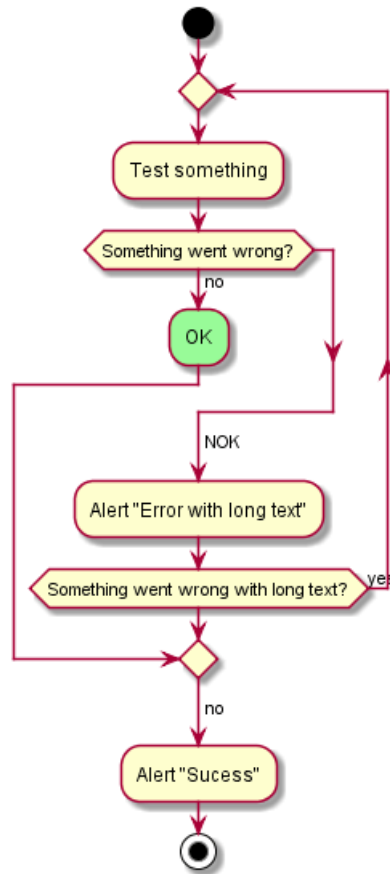 Test something
Something went wrong?
no
OK
NOK
Alert "Error with long text"
Something went wrong with long text?
yes
no
Alert "Sucess"